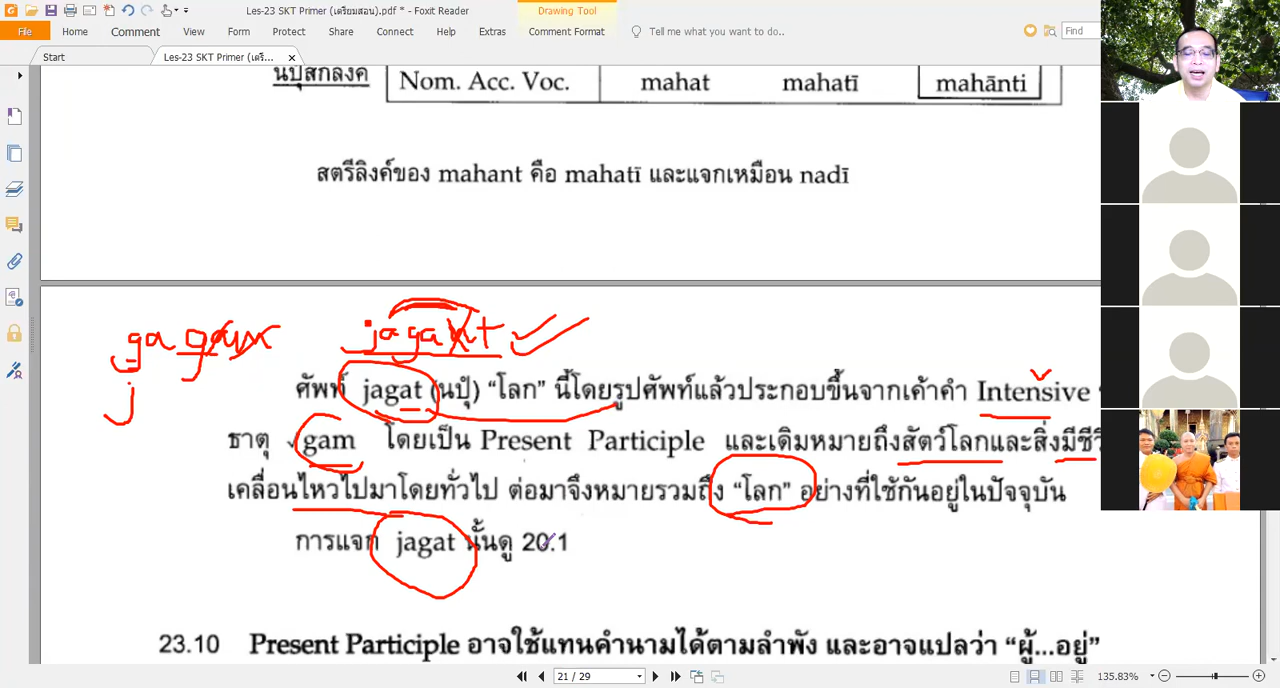 Les-23 SKT Primer (เตรียมสอน).pdf * - Foxit Reader
Drawing Tool
File Home Comment View Form Protect Share Connect Help Extras Comment Format Tell me what you want to do.. Find
Start Les-23 SKT Primer (เตรี...
นปุํสกลิงค์ Nom. Acc. Voc. mahat mahatī mahānti
สตรีลิงค์ของ mahant คือ mahatī และแจกเหมือน nadī
ga gam jagant
j
ศัพท์ jagat (นปุํ) “โลก” นี้โดยรูปศัพท์แล้วประกอบขึ้นจากเค้าคำ Intensive
ธาตุ √gam โดยเป็น Present Participle และเดิมหมายถึงสัตว์โลกและสิ่งมีชีวิ
เคลื่อนไหวไปมาโดยทั่วไป ต่อมาจึงหมายรวมถึง “โลก” อย่างที่ใช้กันอยู่ในปัจจุบัน
การแจก jagat นั้นดู 20.1
23.10 Present Participle อาจใช้แทนคำนามได้ตามลำพัง และอาจแปลว่า “ผู้...อยู่”
21 / 29 135.83%